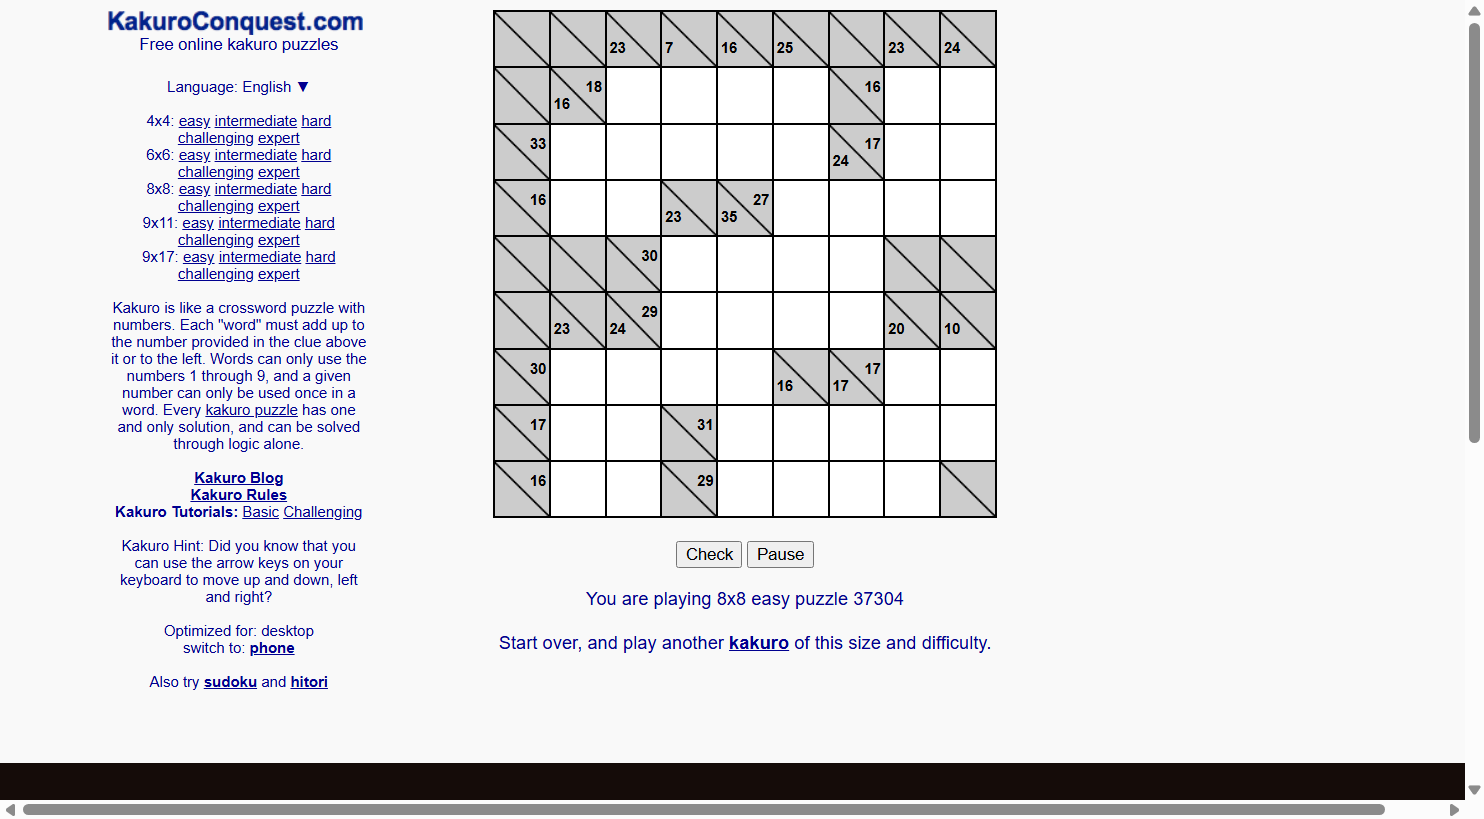 KakuroConquest.com
Free online kakuro puzzles
Language: English ▼
4x4: easy intermediate hard
challenging expert
6x6: easy intermediate hard
challenging expert
8x8: easy intermediate hard
challenging expert
9x11: easy intermediate hard
challenging expert
9x17: easy intermediate hard
challenging expert
Kakuro is like a crossword puzzle with
numbers. Each "word" must add up to
the number provided in the clue above
it or to the left. Words can only use the
numbers 1 through 9, and a given
number can only be used once in a
word. Every kakuro puzzle has one
and only solution, and can be solved
through logic alone.
Kakuro Blog
Kakuro Rules
Kakuro Tutorials: Basic Challenging
Kakuro Hint: Did you know that you
can use the arrow keys on your
keyboard to move up and down, left
and right?
Optimized for: desktop
switch to: phone
Also try sudoku and hitori
23 7 16 25 23 24
18 16 16
33 17 24
16 23 27 35
30
23 29 24 20 10
30 16 17 17
17 31
16 29
Check Pause
You are playing 8x8 easy puzzle 37304
Start over, and play another kakuro of this size and difficulty.